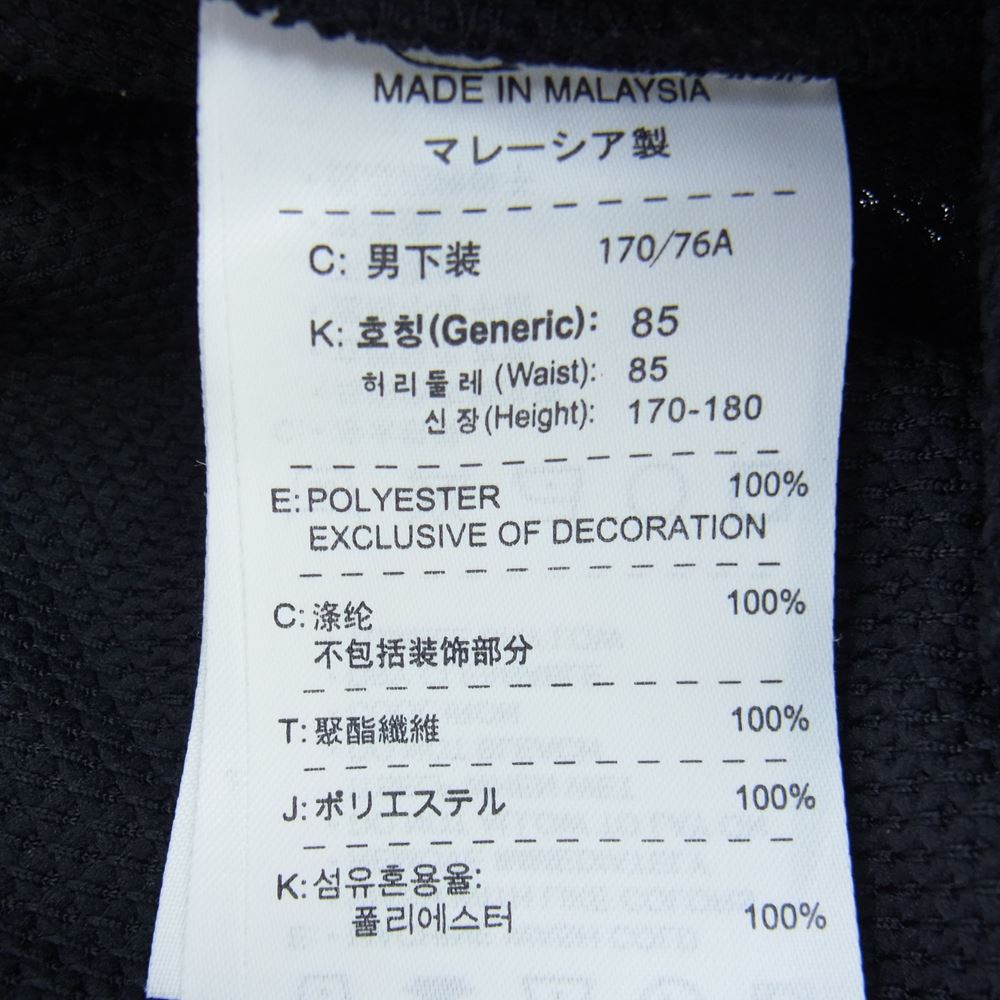 MADE IN MALAYSIA
マレーシア製
C: 男下装 170/76A
K: 호칭(Generic): 85
허리둘레 (Waist): 85
신장(Height): 170-180
E: POLYESTER 100%
EXCLUSIVE OF DECORATION
C: 涤纶 100%
不包括装饰部分
T: 聚酯纖維 100%
J: ポリエステル 100%
K: 섬유혼용율:
폴리에스터 100%